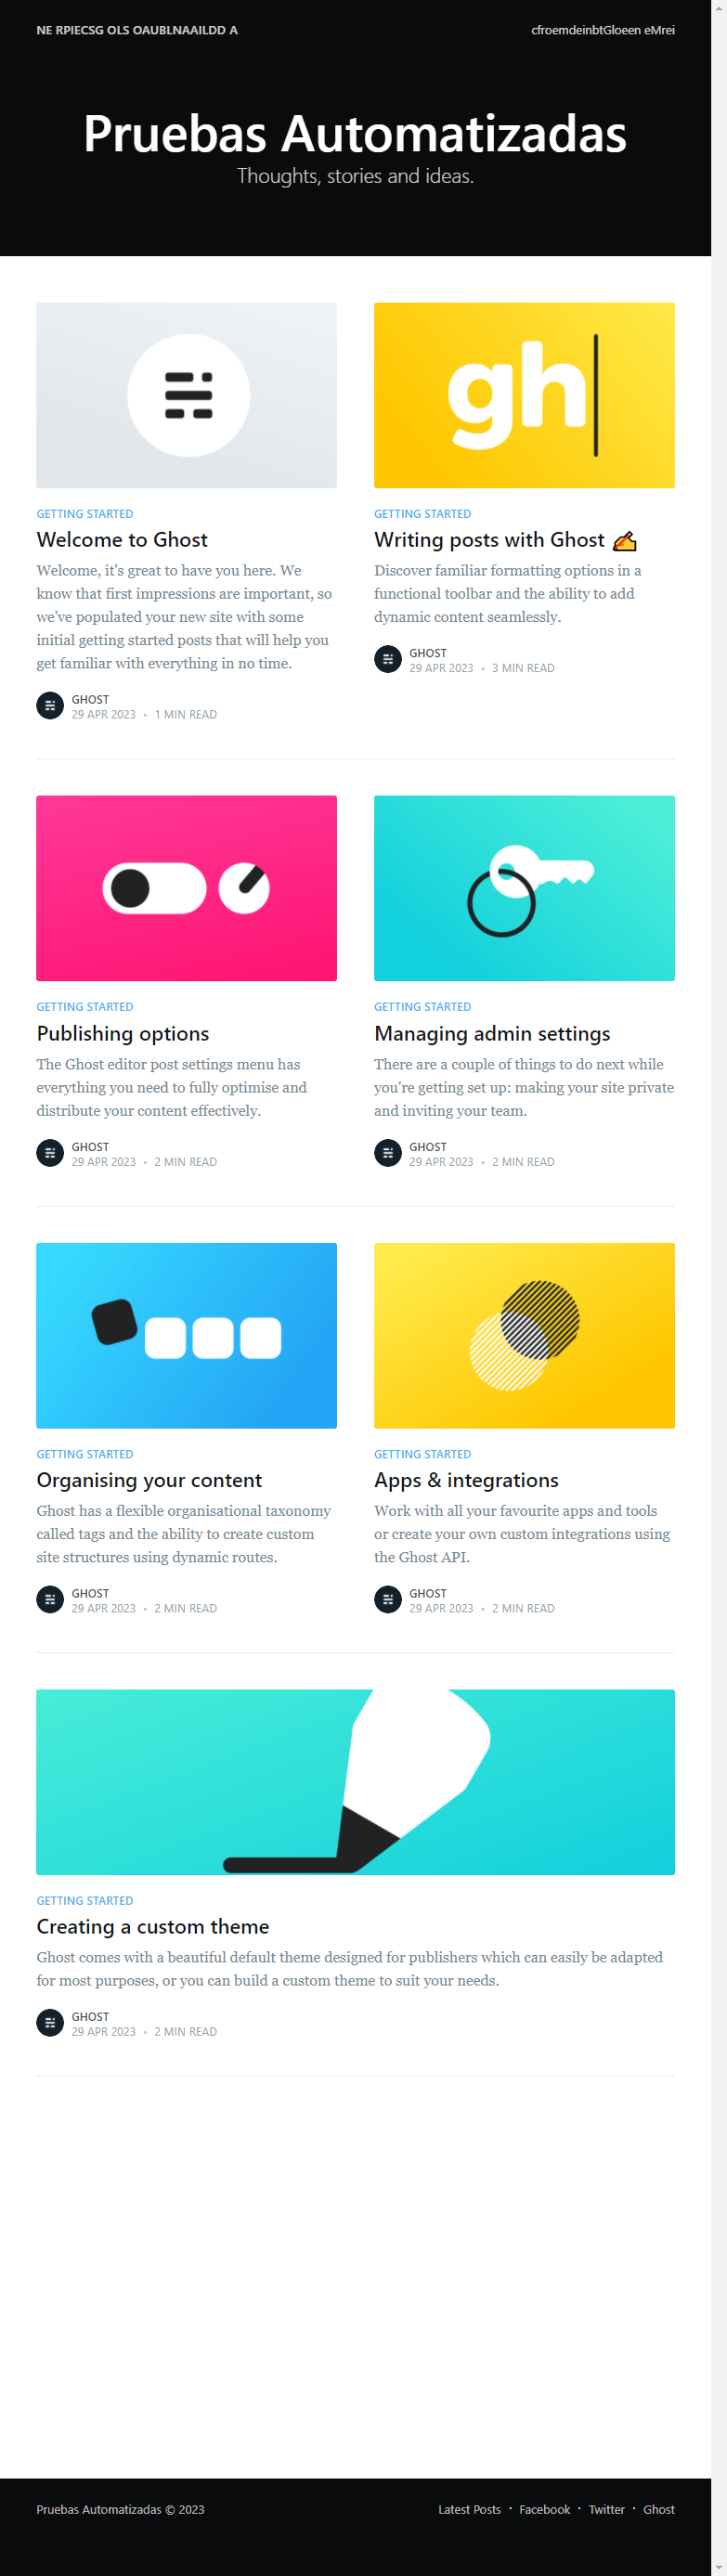 NE RPIECSG OLS OAUBLNAAILDD A
cfroemdeinbtGloeen eMrei
Pruebas Automatizadas
Thoughts, stories and ideas.
gh
GETTING STARTED
Welcome to Ghost
Welcome, it's great to have you here. We
know that first impressions are important, so
we've populated your new site with some
initial getting started posts that will help you
get familiar with everything in no time.
GHOST
29 APR 2023 • 1 MIN READ
GETTING STARTED
Writing posts with Ghost ✍️
Discover familiar formatting options in a
functional toolbar and the ability to add
dynamic content seamlessly.
GHOST
29 APR 2023 • 3 MIN READ
GETTING STARTED
Publishing options
The Ghost editor post settings menu has
everything you need to fully optimise and
distribute your content effectively.
GHOST
29 APR 2023 • 2 MIN READ
GETTING STARTED
Managing admin settings
There are a couple of things to do next while
you're getting set up: making your site private
and inviting your team.
GHOST
29 APR 2023 • 2 MIN READ
GETTING STARTED
Organising your content
Ghost has a flexible organisational taxonomy
called tags and the ability to create custom
site structures using dynamic routes.
GHOST
29 APR 2023 • 2 MIN READ
GETTING STARTED
Apps & integrations
Work with all your favourite apps and tools
or create your own custom integrations using
the Ghost API.
GHOST
29 APR 2023 • 2 MIN READ
GETTING STARTED
Creating a custom theme
Ghost comes with a beautiful default theme designed for publishers which can easily be adapted
for most purposes, or you can build a custom theme to suit your needs.
GHOST
29 APR 2023 • 2 MIN READ
Pruebas Automatizadas © 2023
Latest Posts • Facebook • Twitter • Ghost